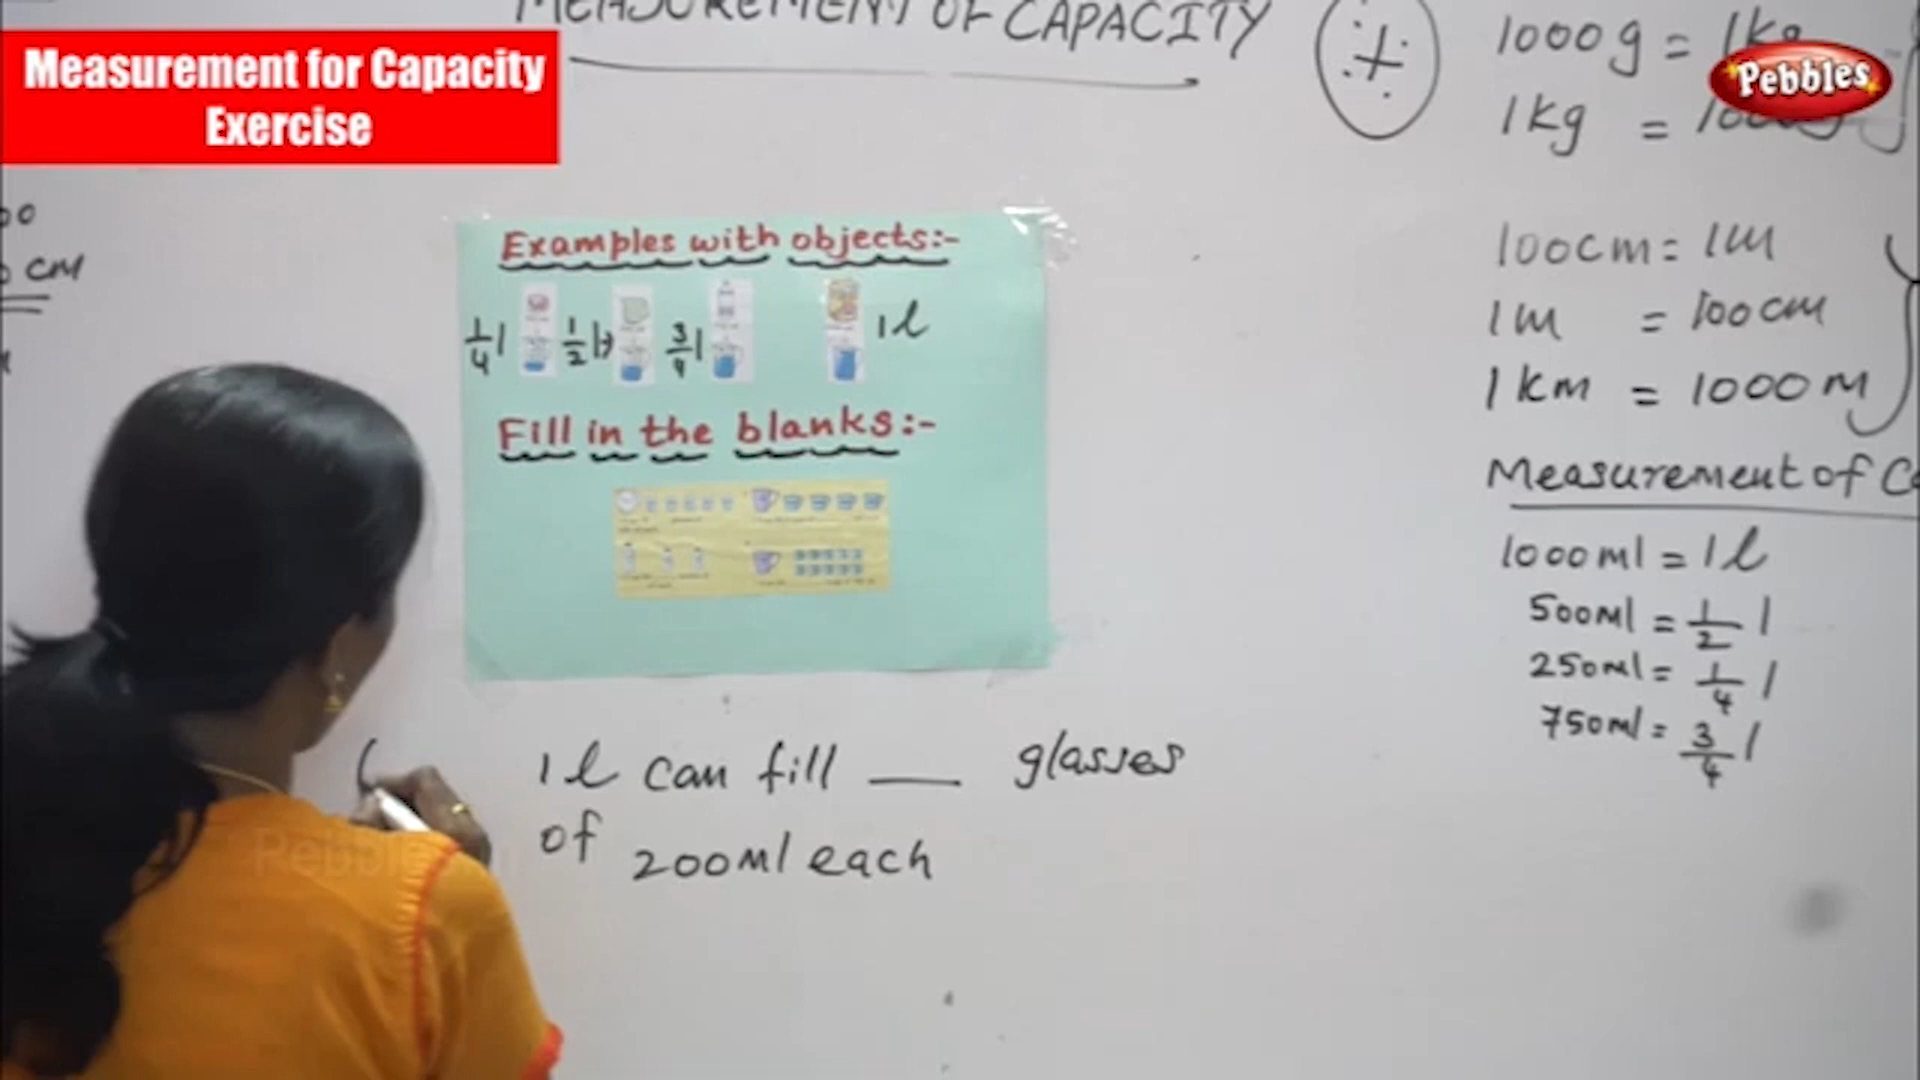 MEASUREMENT OF CAPACITY
Measurement for Capacity
Exercise
1000g = 1kg
Pebbles
1kg =
cm
100cm = 1m
1m = 100cm
1km = 1000m
Examples with objects:-
1/4 l 1/2 l 3/4 l 1l
Fill in the blanks:-
Measurement of
1000ml = 1l
500ml = 1/2 l
250ml = 1/4 l
750ml = 3/4 l
1l can fill ___ glasses
of 200ml each